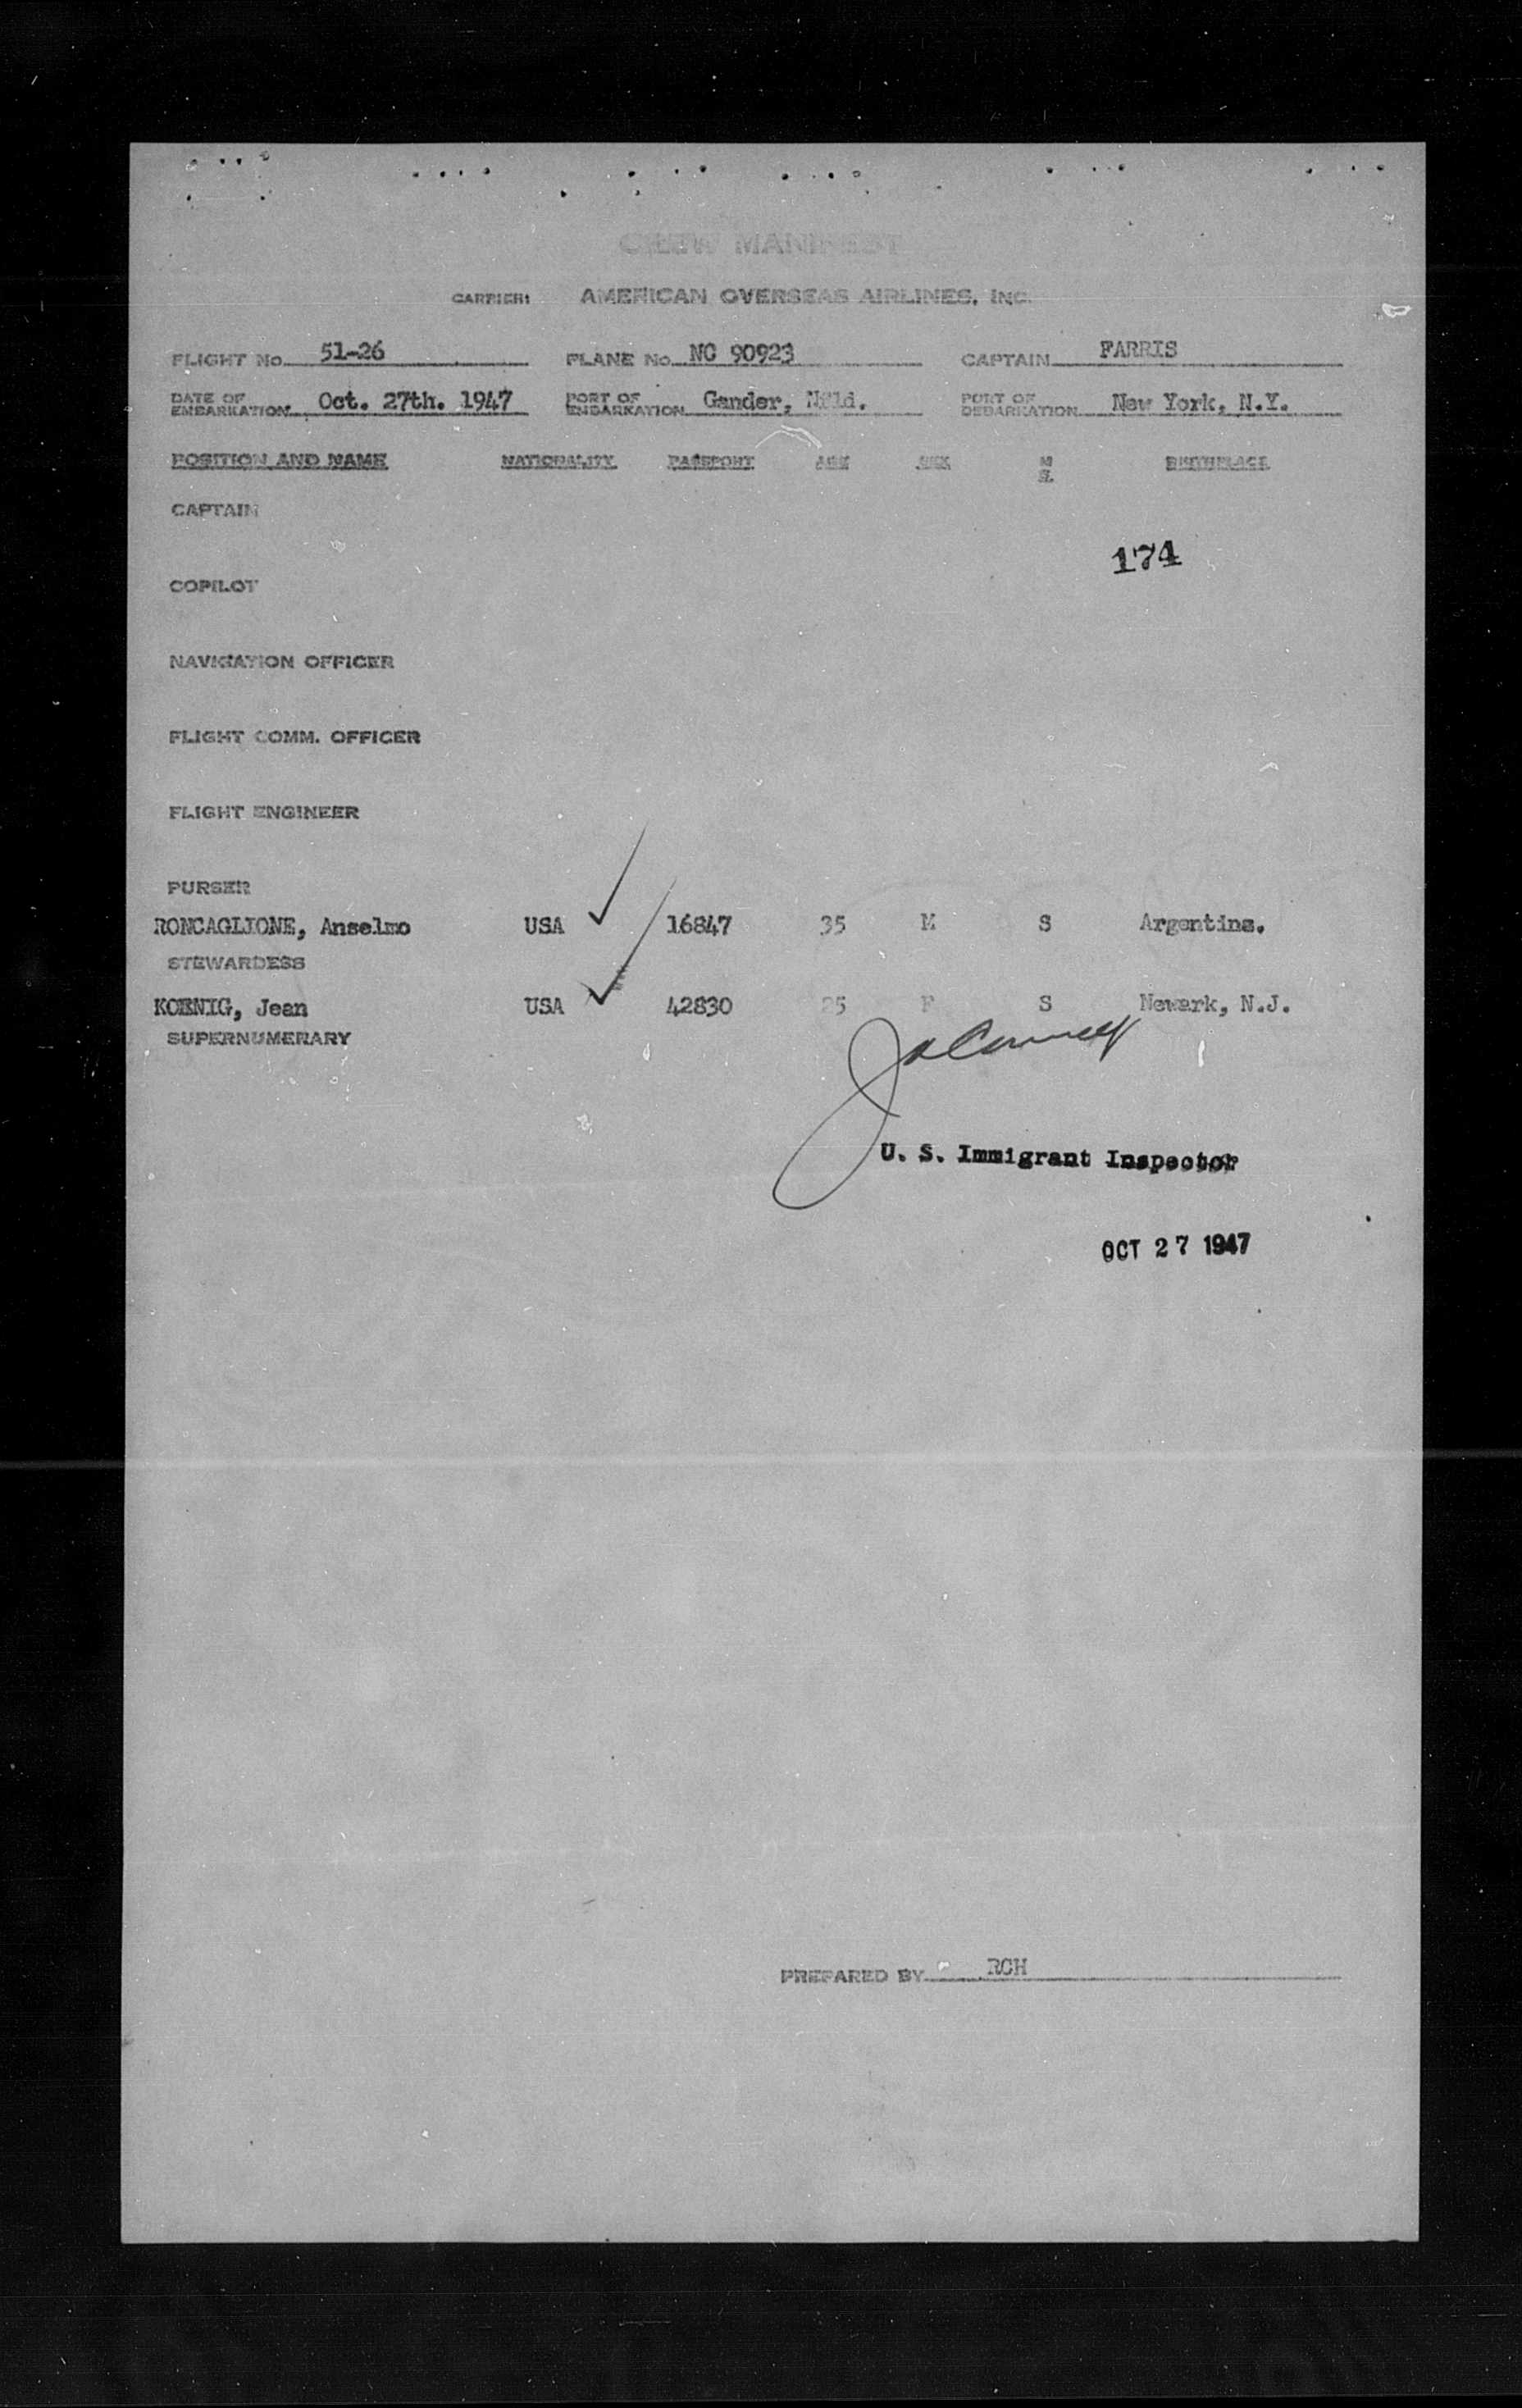 CREW MANIFEST
CARRIER: AMERICAN OVERSEAS AIRLINES, INC.
FLIGHT No. 51-26 PLANE No. NC 90923 CAPTAIN FARRIS
DATE OF EMBARKATION Oct. 27th. 1947 PORT OF EMBARKATION Gander, Nfld. PORT OF DEBARKATION New York, N.Y.
POSITION AND NAME NATIONALITY PASSPORT AGE SEX M S. BIRTHPLACE
CAPTAIN
174
COPILOT
NAVIGATION OFFICER
FLIGHT COMM. OFFICER
FLIGHT ENGINEER
PURSER
RONCAGLIONE, Anselmo USA 16847 35 M S Argentina.
STEWARDESS
KOENIG, Jean USA 42830 25 F S Newark, N.J.
SUPERNUMERARY
U. S. Immigrant Inspector
OCT 27 1947
PREPARED BY RCH